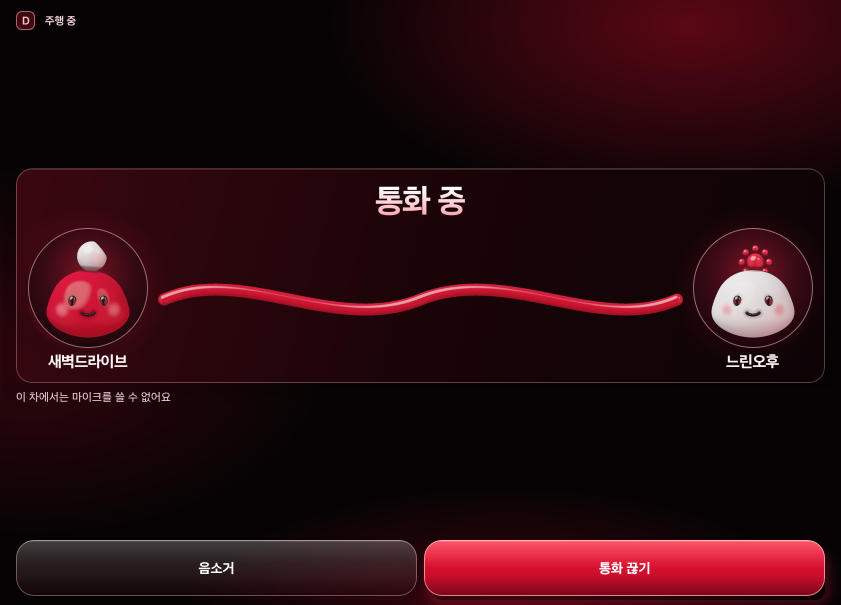 D 주행 중
통화 중
새벽드라이브
느린오후
이 차에서는 마이크를 쓸 수 없어요
음소거
통화 끊기